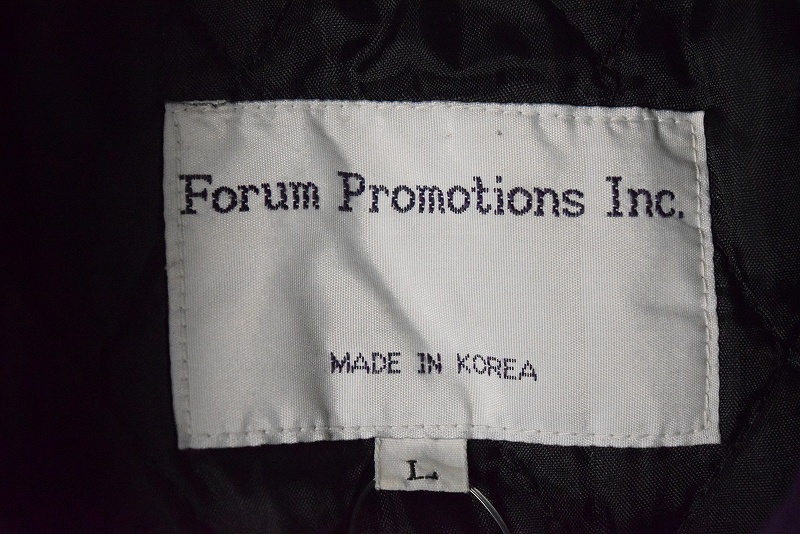 Forum Promotions Inc.
MADE IN KOREA
L